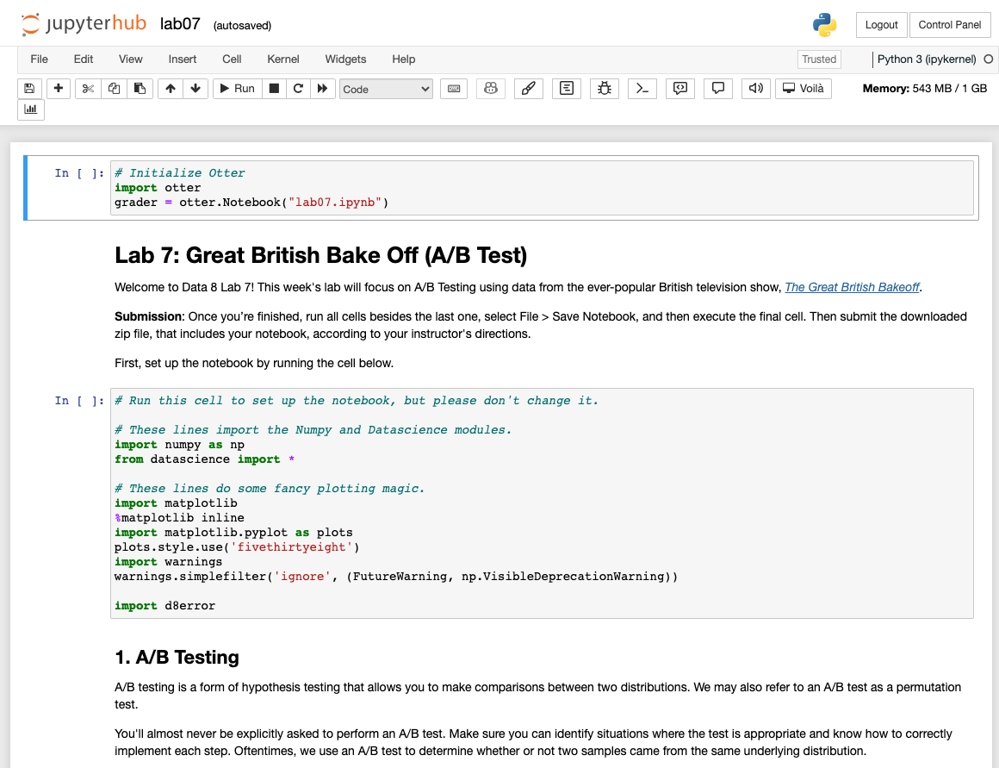 jupyterhub lab07 (autosaved) Logout Control Panel
File Edit View Insert Cell Kernel Widgets Help Trusted Python 3 (ipykernel)
Run Code Voilà Memory: 543 MB / 1 GB
In [ ]: # Initialize Otter
import otter
grader = otter.Notebook("lab07.ipynb")
Lab 7: Great British Bake Off (A/B Test)
Welcome to Data 8 Lab 7! This week's lab will focus on A/B Testing using data from the ever-popular British television show, The Great British Bakeoff.
Submission: Once you’re finished, run all cells besides the last one, select File > Save Notebook, and then execute the final cell. Then submit the downloaded
zip file, that includes your notebook, according to your instructor's directions.
First, set up the notebook by running the cell below.
In [ ]: # Run this cell to set up the notebook, but please don't change it.
# These lines import the Numpy and Datascience modules.
import numpy as np
from datascience import *
# These lines do some fancy plotting magic.
import matplotlib
%matplotlib inline
import matplotlib.pyplot as plots
plots.style.use('fivethirtyeight')
import warnings
warnings.simplefilter('ignore', (FutureWarning, np.VisibleDeprecationWarning))
import d8error
1. A/B Testing
A/B testing is a form of hypothesis testing that allows you to make comparisons between two distributions. We may also refer to an A/B test as a permutation
test.
You'll almost never be explicitly asked to perform an A/B test. Make sure you can identify situations where the test is appropriate and know how to correctly
implement each step. Oftentimes, we use an A/B test to determine whether or not two samples came from the same underlying distribution.